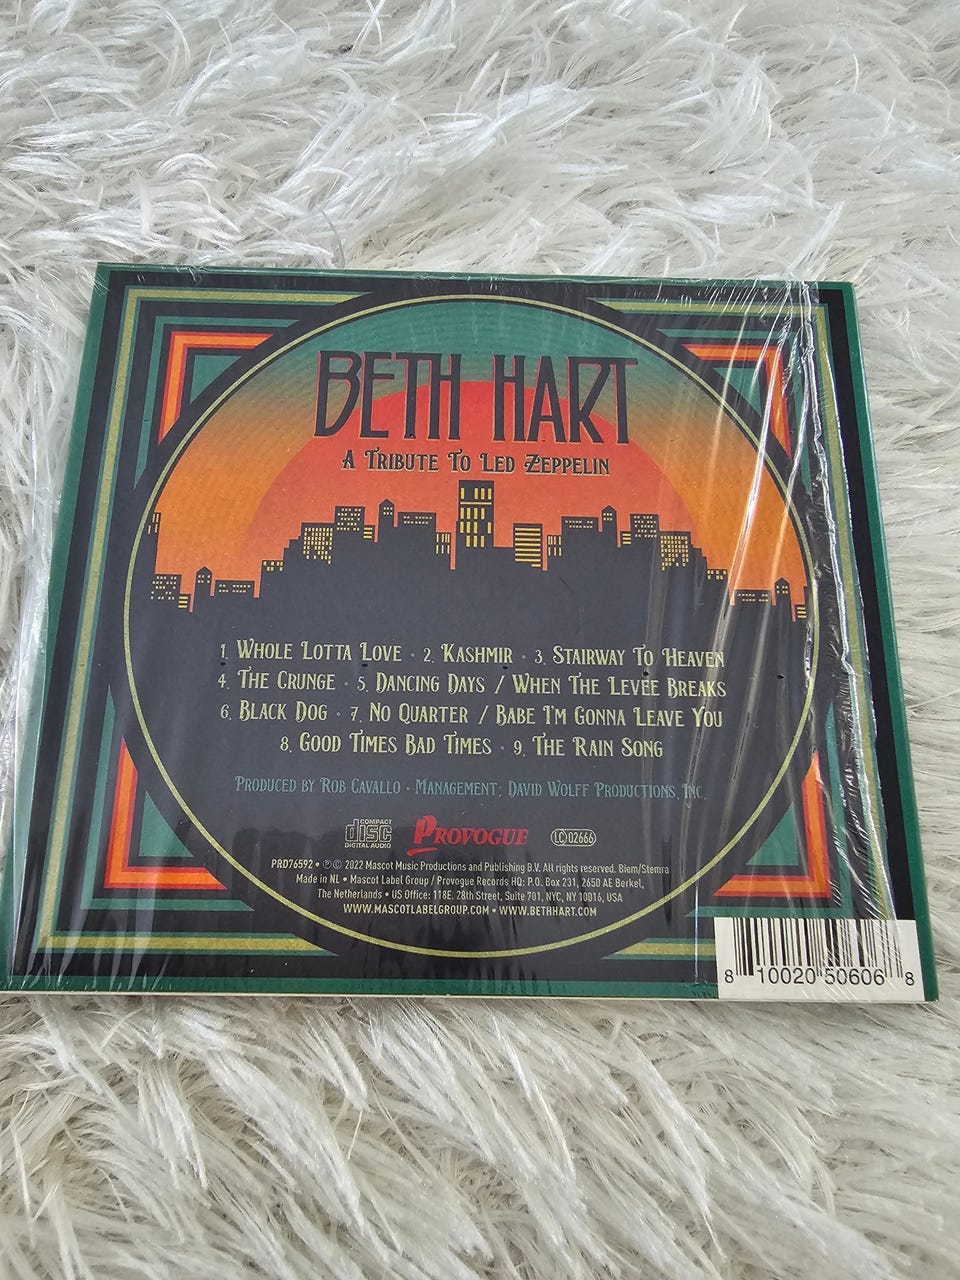 BETH HART
A TRIBUTE TO LED ZEPPELIN
1. WHOLE LOTTA LOVE • 2. KASHMIR • 3. STAIRWAY TO HEAVEN
4. THE CRUNGE • 5. DANCING DAYS / WHEN THE LEVEE BREAKS
6. BLACK DOG • 7. NO QUARTER / BABE I'M GONNA LEAVE YOU
8. GOOD TIMES BAD TIMES • 9. THE RAIN SONG
PRODUCED BY ROB CAVALLO • MANAGEMENT: DAVID WOLFF PRODUCTIONS, INC.
COMPACT
disc
DIGITAL AUDIO
PROVOGUE
LC 02666
PRD76592 • ℗© 2022 Mascot Music Productions and Publishing B.V. All rights reserved. Biem/Stemra
Made in NL • Mascot Label Group / Provogue Records HQ: P.O. Box 231, 2650 AE Berkel,
The Netherlands • US Office: 118E. 28th Street, Suite 701, NYC, NY 10016, USA
WWW.MASCOTLABELGROUP.COM • WWW.BETHHART.COM
8 10020 50606 8